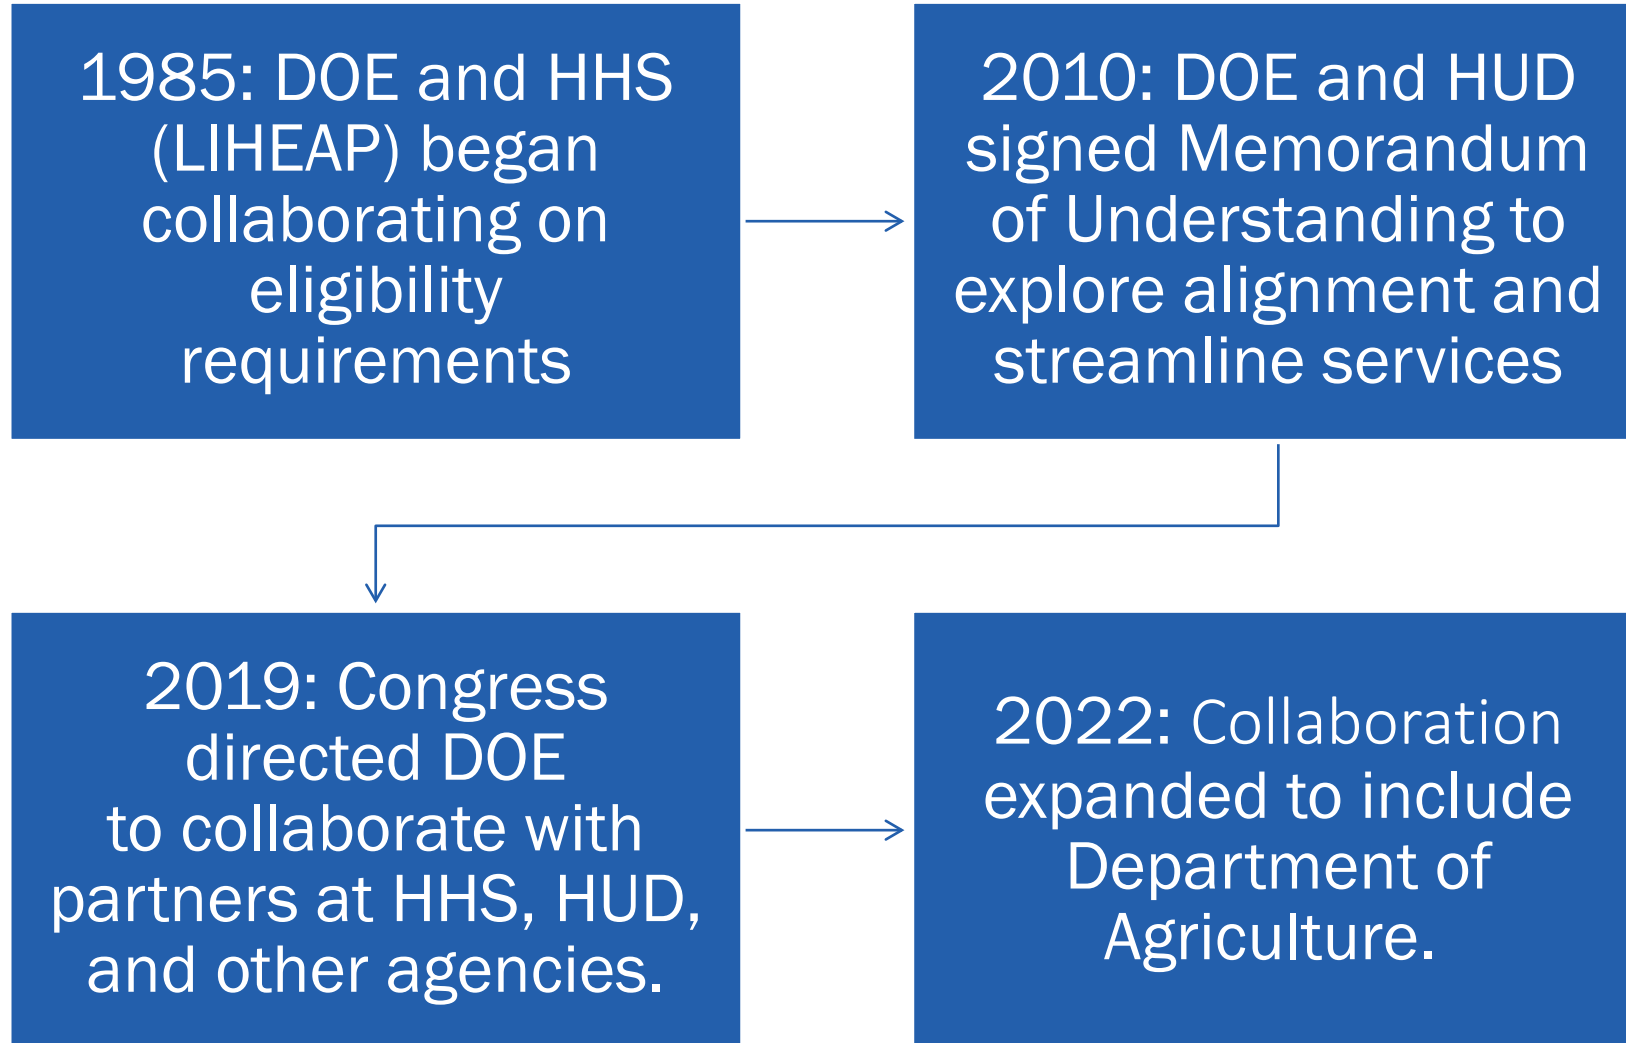 1985: DOE and HHS
(LIHEAP) began
collaborating on
eligibility
requirements
2010: DOE and HUD
signed Memorandum
of Understanding to
explore alignment and
streamline services
2019: Congress
directed DOE
to collaborate with
partners at HHS, HUD,
and other agencies.
2022: Collaboration
expanded to include
Department of
Agriculture.